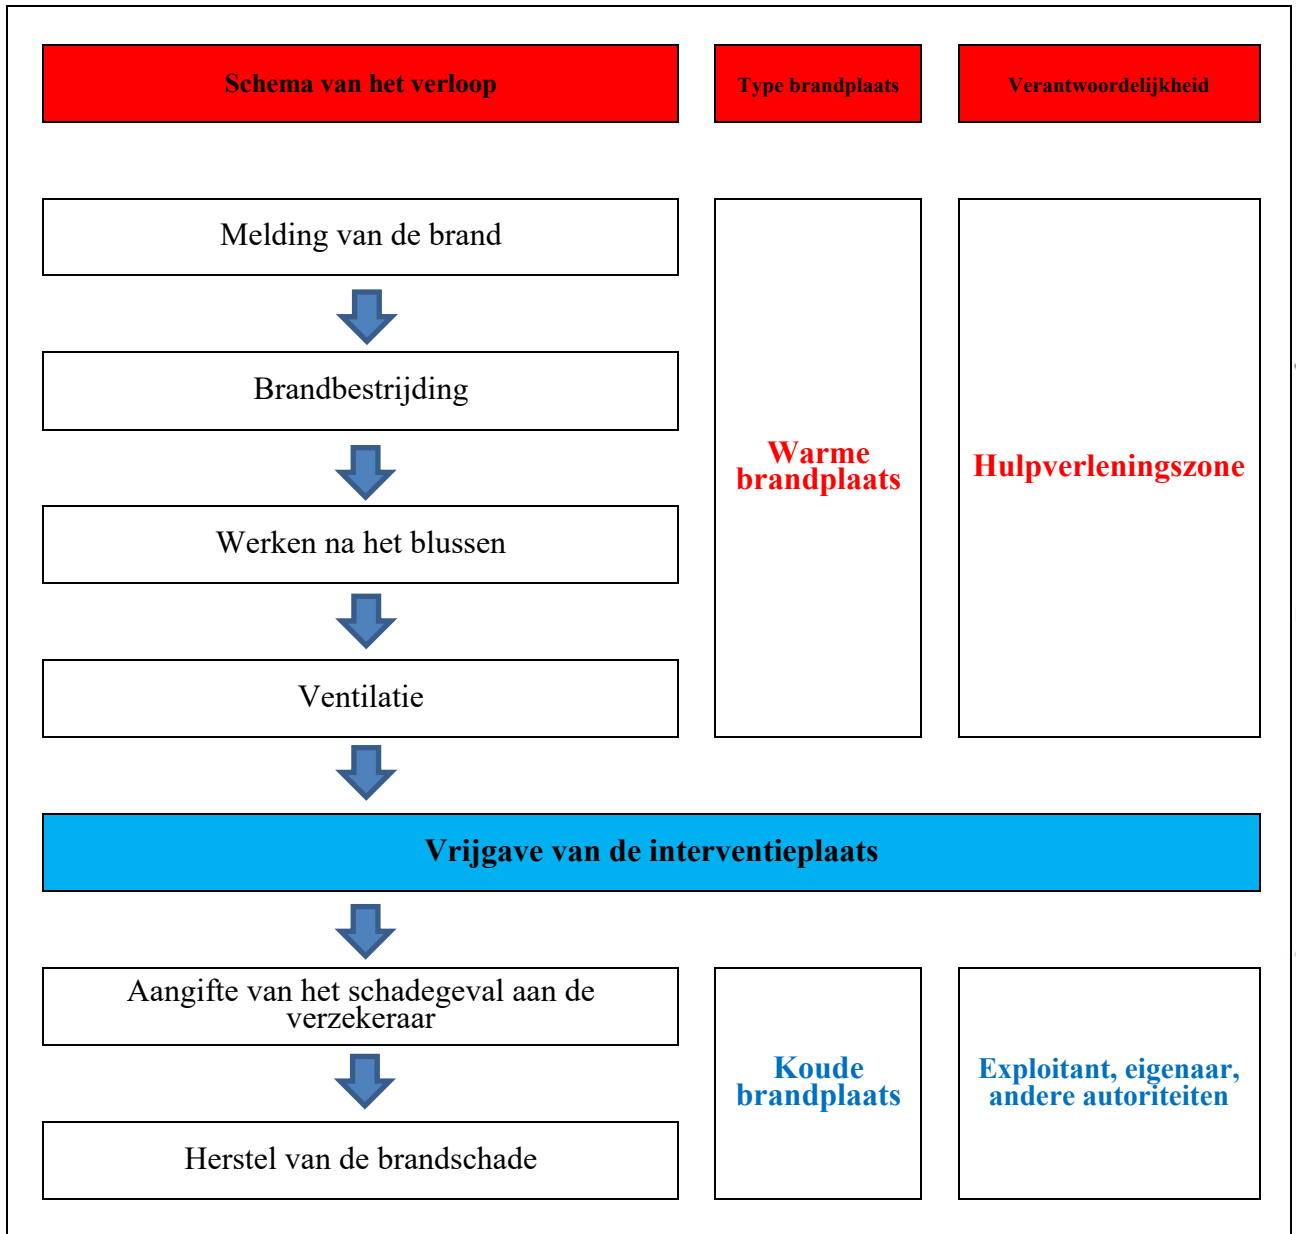 Schema van het verloop
Type brandplaats
Verantwoordelijkheid
Melding van de brand
Brandbestrijding
Werken na het blussen
Ventilatie
Warme
brandplaats
Hulpverleningszone
Vrijgave van de interventieplaats
Aangifte van het schadegeval aan de
verzekeraar
Herstel van de brandschade
Koude
brandplaats
Exploitant, eigenaar,
andere autoriteiten